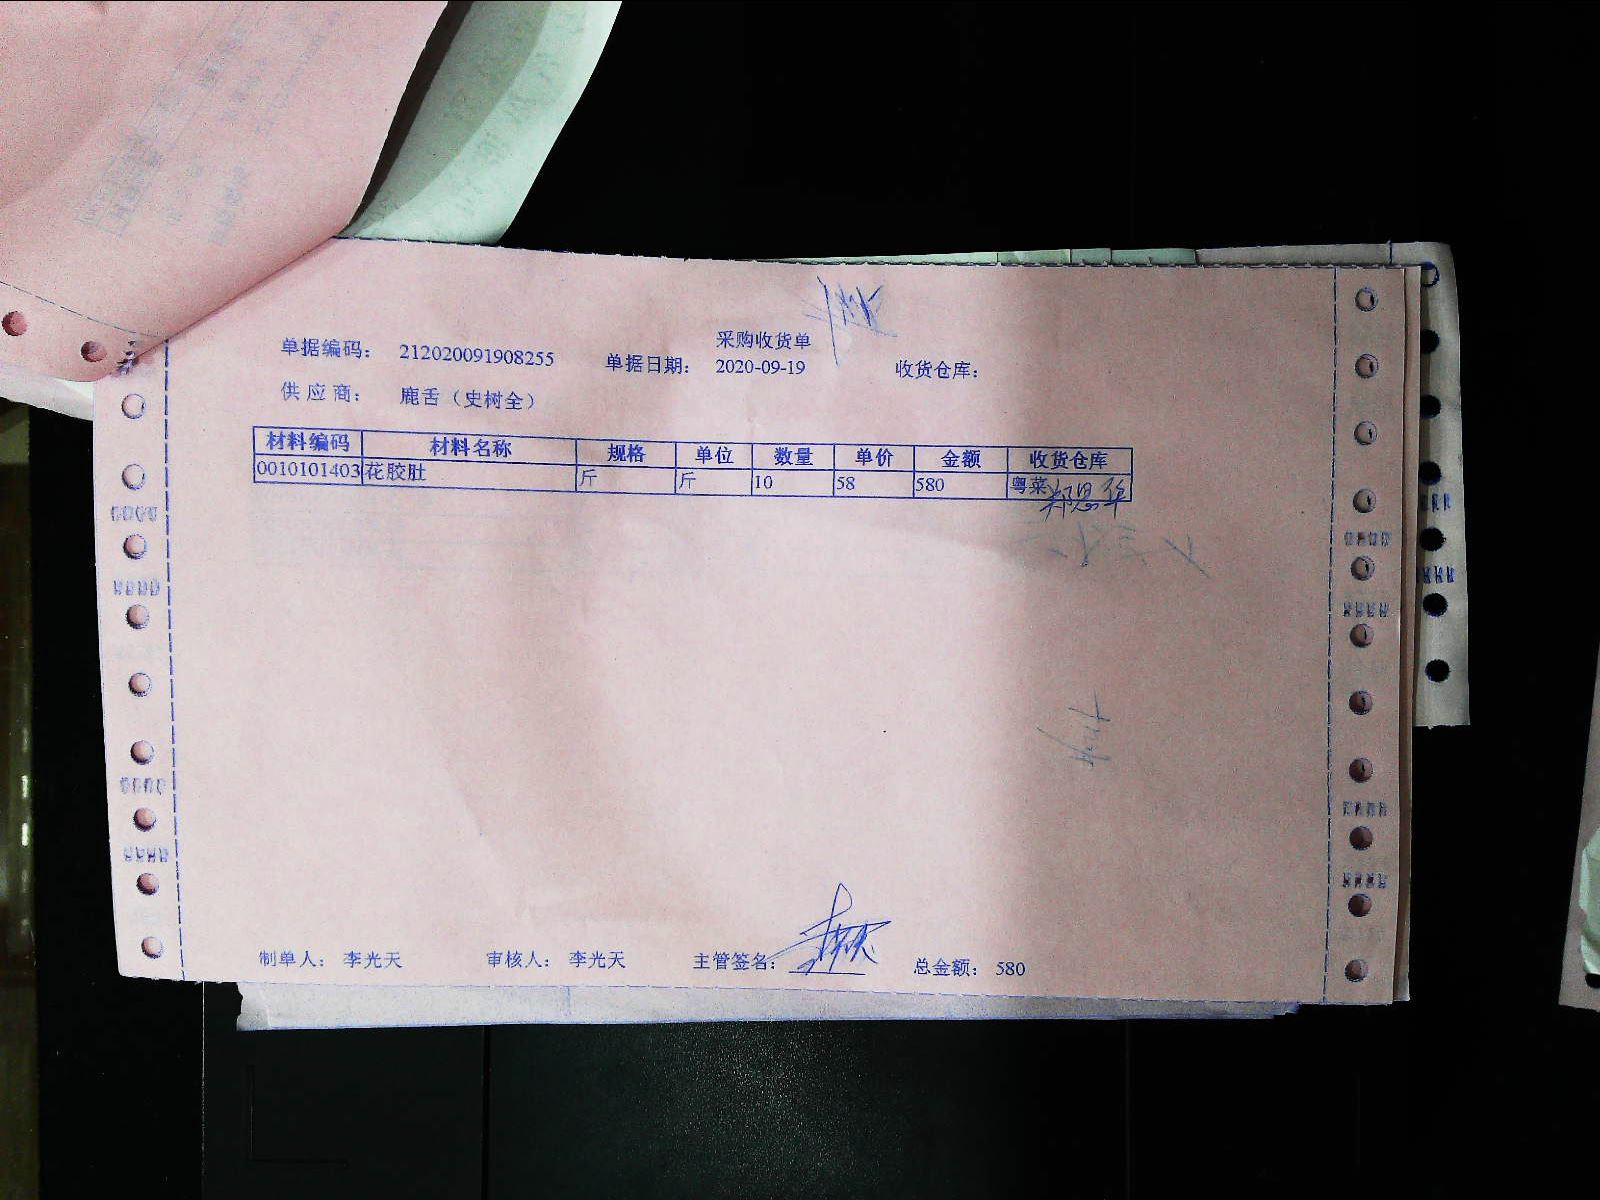 采购收货单
单据编码： 212020091908255 单据日期： 2020-09-19 收货仓库：
供应商： 鹿舌（史树全）
材料编码 材料名称 规格 单位 数量 单价 金额 收货仓库
0010101403 花胶肚 斤 斤 10 58 580 粤菜
制单人： 李光天 审核人： 李光天 主管签名： 总金额： 580